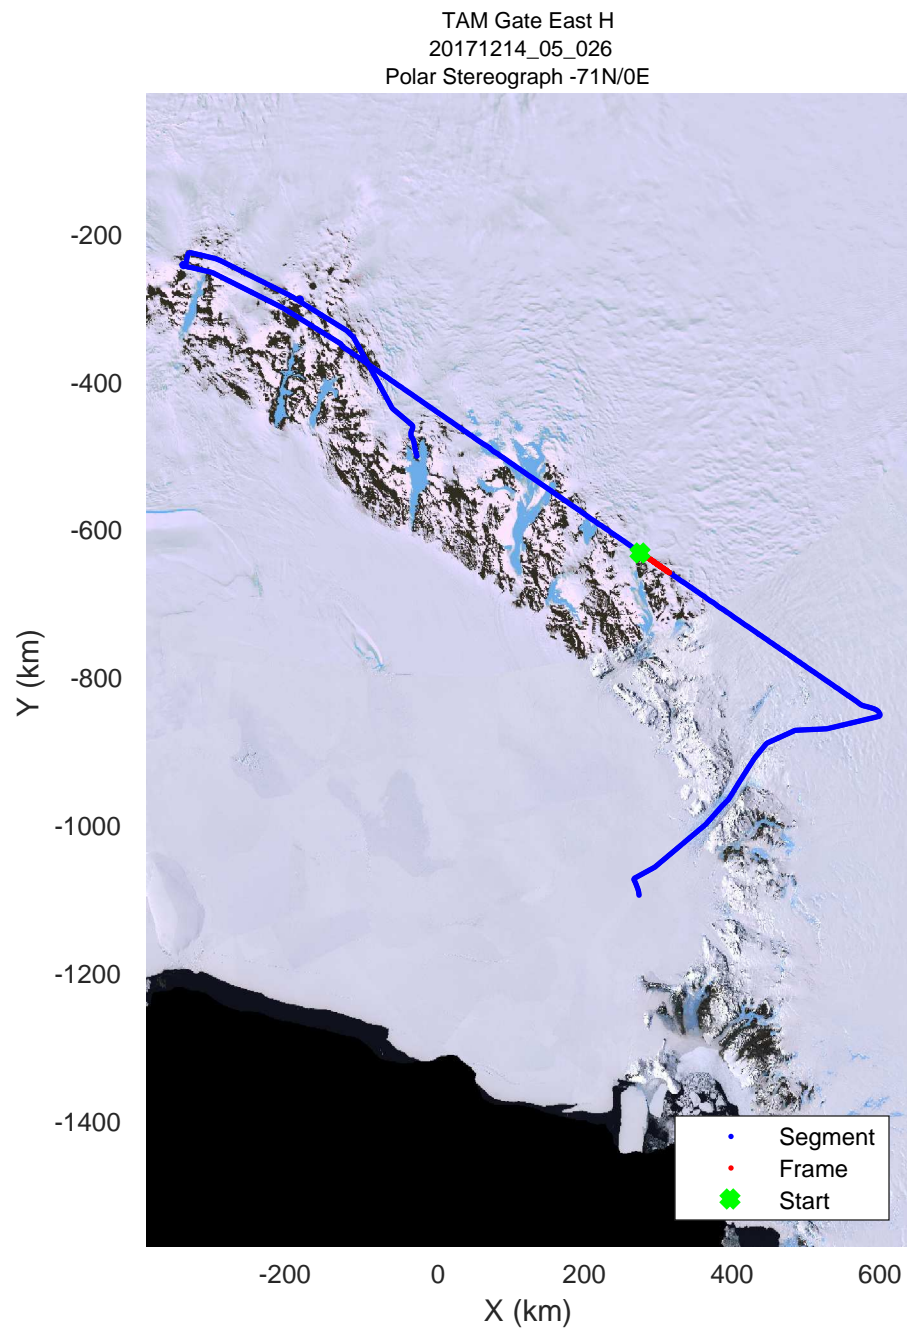 TAM Gate East H
20171214_05_026
Polar Stereograph -71N/0E
-200
-400
-600
-800
-1000
-1200
-1400
Y (km)
Segment
Frame
Start
-200 0 200 400 600
X (km)